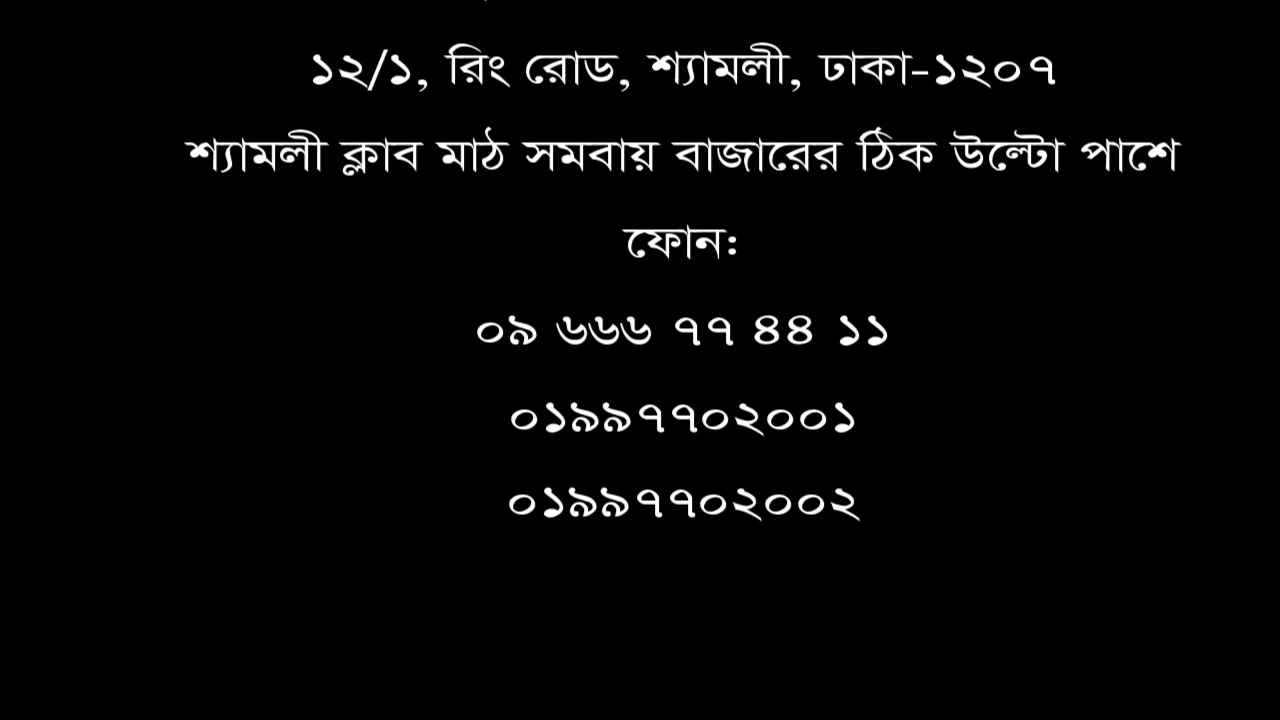 ১২/১, রিং রোড, শ্যামলী, ঢাকা-১২০৭
শ্যামলী ক্লাব মাঠ সমবায় বাজারের ঠিক উল্টো পাশে
ফোনঃ
০৯ ৬৬৬ ৭৭ ৪৪ ১১
০১৯৯৭৭০২০০১
০১৯৯৭৭০২০০২